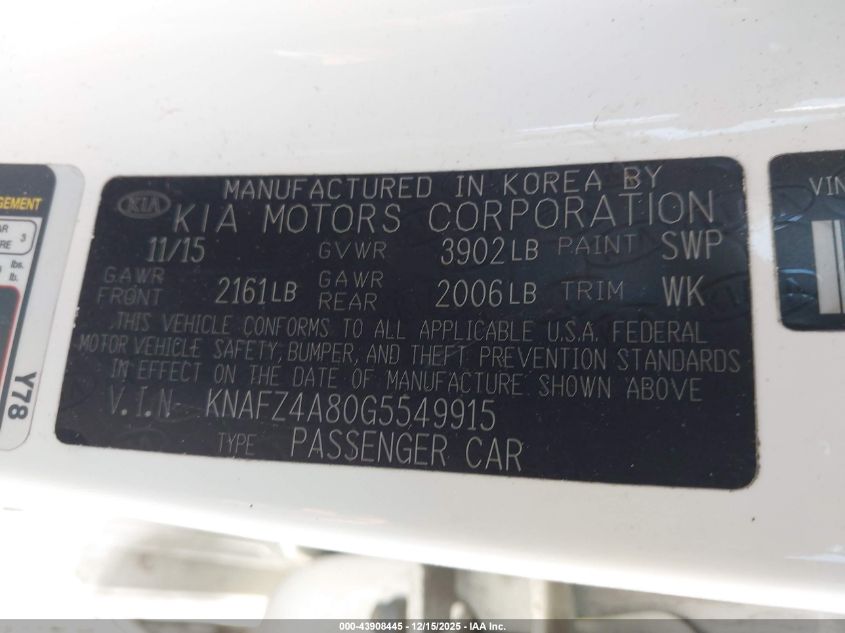 MANUFACTURED IN KOREA BY
KIA KIA MOTORS CORPORATION
11/15 GVWR 3902LB PAINT SWP
GAWR FRONT 2161LB GAWR REAR 2006LB TRIM WK
THIS VEHICLE CONFORMS TO ALL APPLICABLE U.S.A. FEDERAL
MOTOR VEHICLE SAFETY, BUMPER, AND THEFT PREVENTION STANDARDS
IN EFFECT ON THE DATE OF MANUFACTURE SHOWN ABOVE
V.I.N KNAFZ4A80G5549915
TYPE PASSENGER CAR
3
lbs.
lb.
Y78
VIN
000-43908445 - 12/15/2025 - IAA Inc.